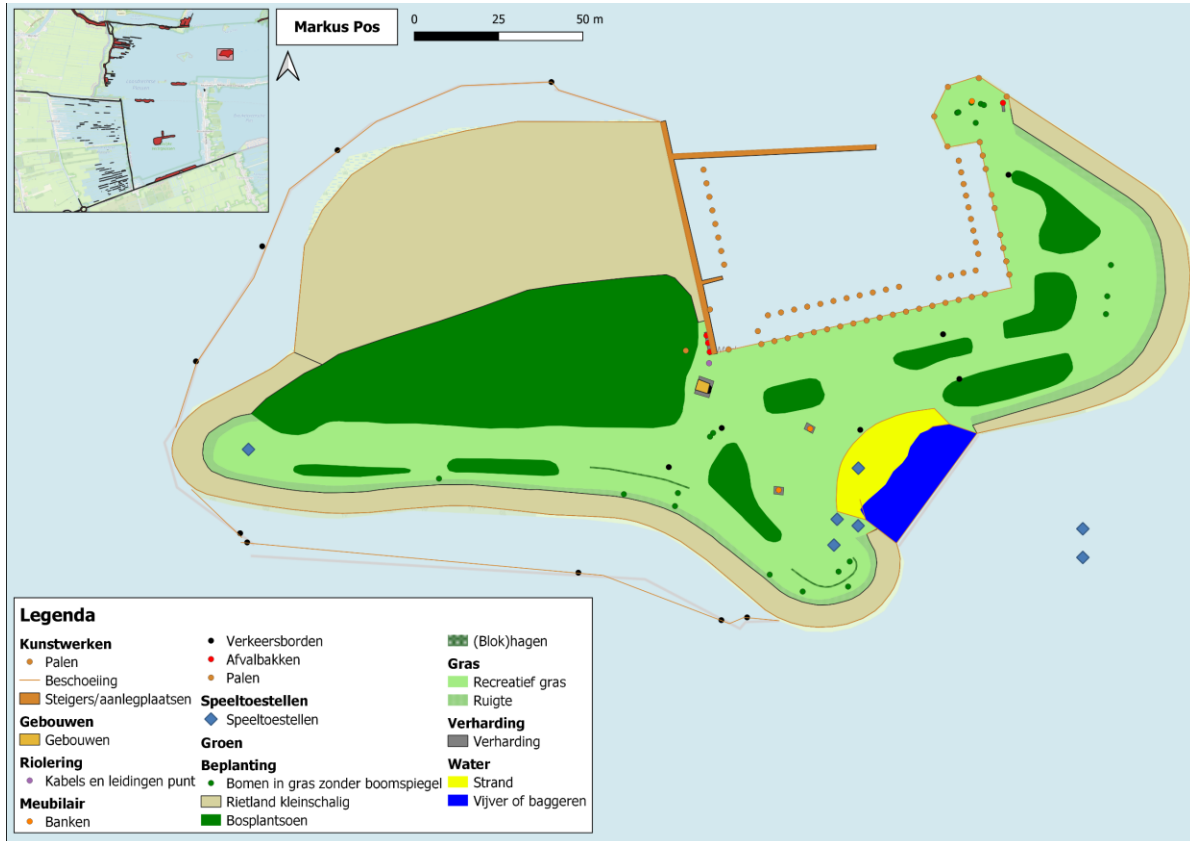 Markus Pos
0 25 50 m
Legenda
Kunstwerken
Palen
Beschoeiing
Steigers/aanlegplaatsen
Gebouwen
Gebouwen
Riolering
Kabels en leidingen punt
Meubilair
Banken
Verkeersborden
Afvalbakken
Palen
Speeltoestellen
Speeltoestellen
Groen
Beplanting
Bomen in gras zonder boomspiegel
Rietland kleinschalig
Bosplantsoen
(Blok)hagen
Gras
Recreatief gras
Ruigte
Verharding
Verharding
Water
Strand
Vijver of baggeren